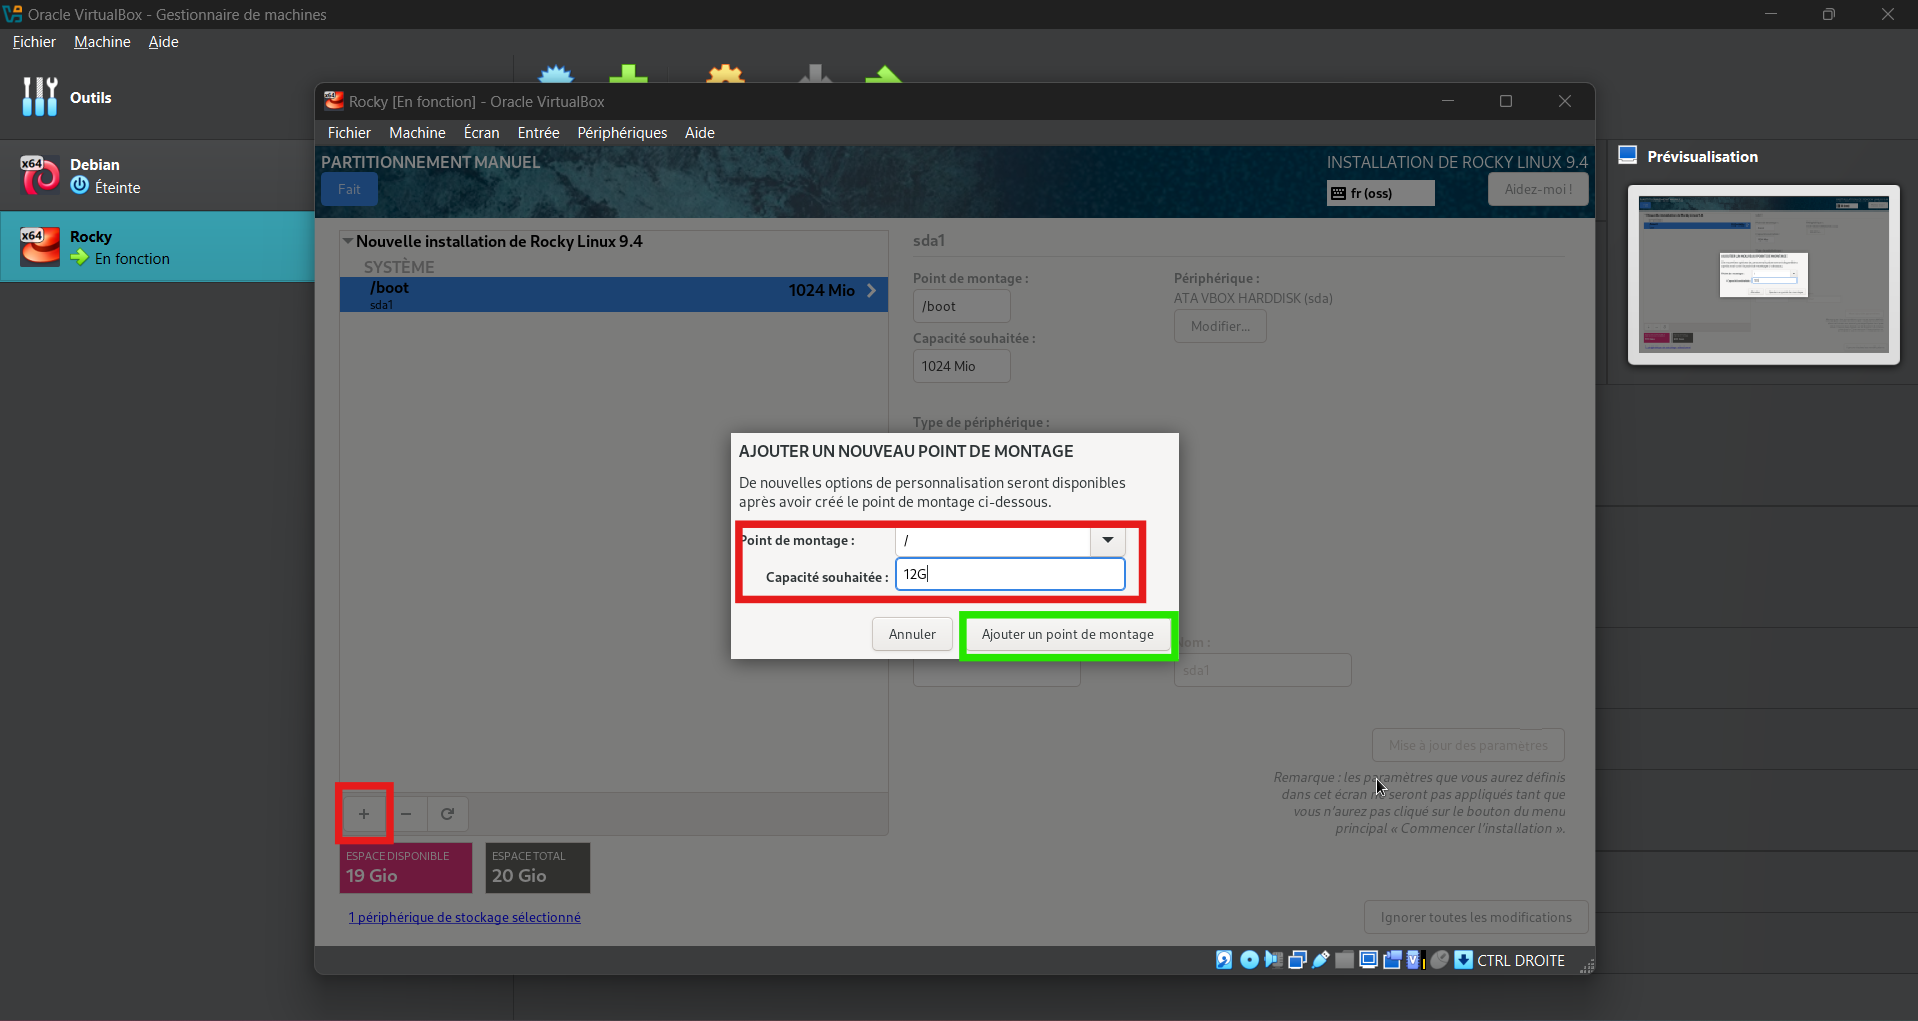 Oracle VirtualBox - Gestionnaire de machines
Fichier Machine Aide
Outils
x64 Debian
Éteinte
x64 Rocky
En fonction
Rocky [En fonction] - Oracle VirtualBox
Fichier Machine Écran Entrée Périphériques Aide
PARTITIONNEMENT MANUEL
Fait
INSTALLATION DE ROCKY LINUX 9.4
fr (oss)
Aidez-moi !
Nouvelle installation de Rocky Linux 9.4
SYSTÈME
/boot 1024 Mio
sda1
sda1
Point de montage :
/boot
Périphérique :
ATA VBOX HARDDISK (sda)
Modifier...
Capacité souhaitée :
1024 Mio
Type de périphérique :
AJOUTER UN NOUVEAU POINT DE MONTAGE
De nouvelles options de personnalisation seront disponibles
après avoir créé le point de montage ci-dessous.
Point de montage : /
Capacité souhaitée : 12G
Annuler Ajouter un point de montage
Nom :
sda1
Mise à jour des paramètres
Remarque : les paramètres que vous aurez définis
dans cet écran ne seront pas appliqués tant que
vous n'aurez pas cliqué sur le bouton du menu
principal « Commencer l'installation ».
+ −
ESPACE DISPONIBLE
19 Gio
ESPACE TOTAL
20 Gio
1 périphérique de stockage sélectionné
Ignorer toutes les modifications
CTRL DROITE
Prévisualisation